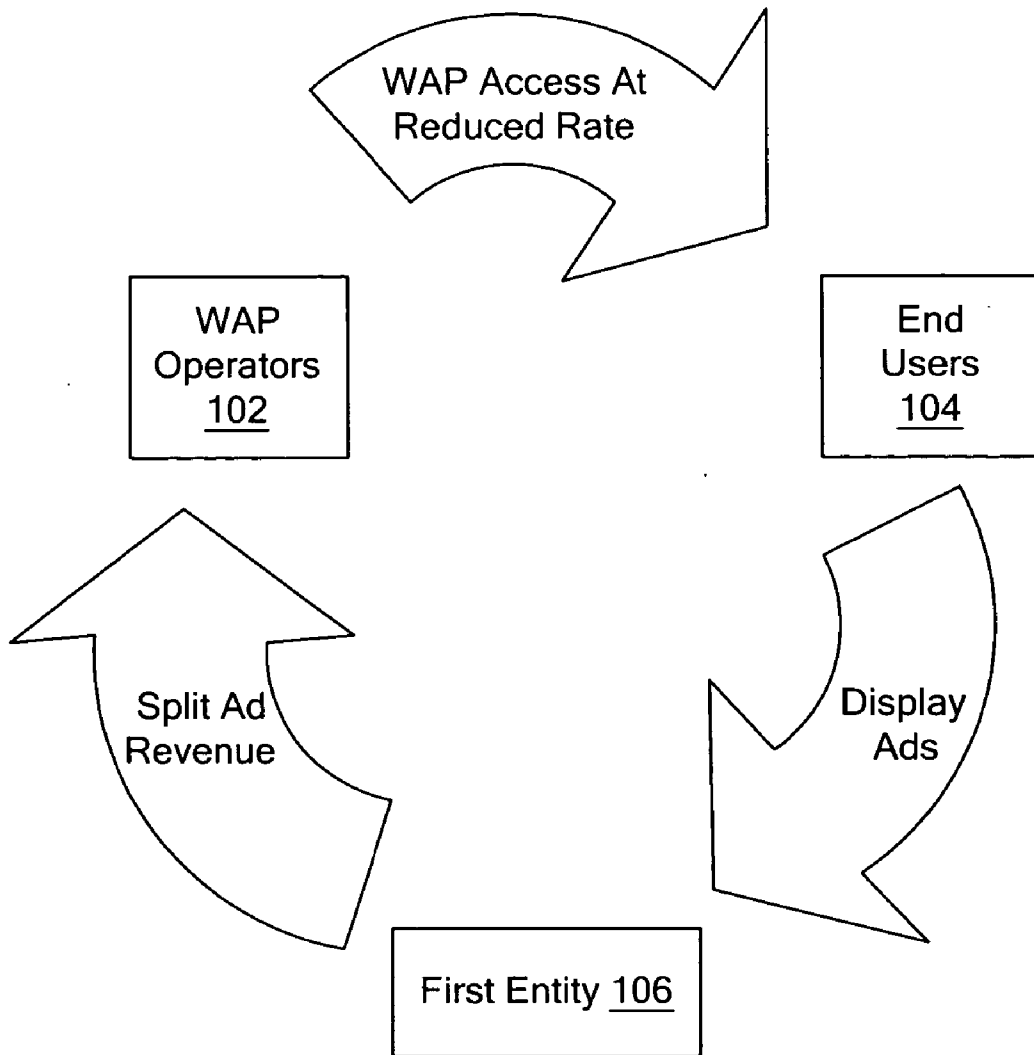 WAP Access At
Reduced Rate
WAP
Operators
102
End
Users
104
Split Ad
Revenue
Display
Ads
First Entity 106